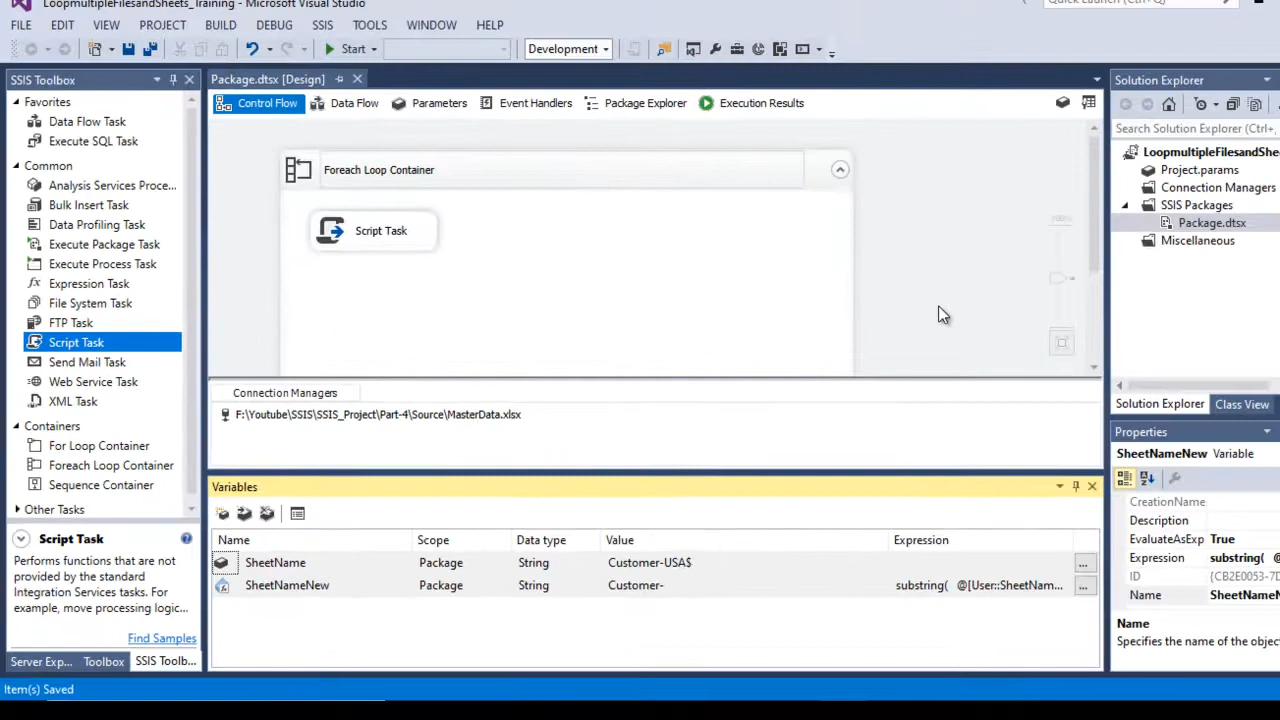 LoopmultipleFilesandSheets_Training - Microsoft Visual Studio
Quick Launch (Ctrl+Q)
FILE EDIT VIEW PROJECT BUILD DEBUG SSIS TOOLS WINDOW HELP
Start
Development
SSIS Toolbox
Favorites
Data Flow Task
Execute SQL Task
Common
Analysis Services Proce...
Bulk Insert Task
Data Profiling Task
Execute Package Task
Execute Process Task
fx Expression Task
File System Task
FTP Task
Script Task
Send Mail Task
Web Service Task
XML Task
Containers
For Loop Container
Foreach Loop Container
Sequence Container
Other Tasks
Script Task
Performs functions that are not
provided by the standard
Integration Services tasks. For
example, move processing logic...
Find Samples
Server Exp... Toolbox SSIS Toolb...
Item(s) Saved
Package.dtsx [Design]
Control Flow Data Flow Parameters Event Handlers Package Explorer Execution Results
Foreach Loop Container
Script Task
100%
Connection Managers
F:\Youtube\SSIS\SSIS_Project\Part-4\Source\MasterData.xlsx
Variables
Name Scope Data type Value Expression
SheetName Package String Customer-USA$ ...
SheetNameNew Package String Customer- substring( @[User::SheetNam... ...
Solution Explorer
Search Solution Explorer (Ctrl+;
LoopmultipleFilesandShe
Project.params
Connection Managers
SSIS Packages
Package.dtsx
Miscellaneous
Solution Explorer Class View
Properties
SheetNameNew Variable
CreationName
Description
EvaluateAsExp True
Expression substring( @
ID {CB2E0053-7D
Name SheetNameN
Name
Specifies the name of the object